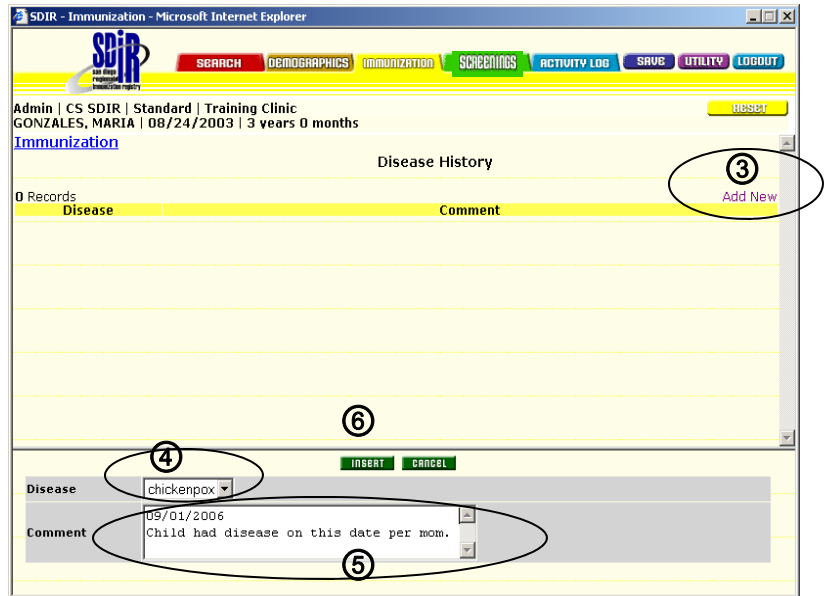 SDIR - Immunization - Microsoft Internet Explorer
SDiR
san diego
regional
immunization registry
SEARCH DEMOGRAPHICS IMMUNIZATION SCREENINGS ACTIVITY LOG SAVE UTILITY LOGOUT
Admin | CS SDIR | Standard | Training Clinic
RESET
GONZALES, MARIA | 08/24/2003 | 3 years 0 months
Immunization
Disease History
③
0 Records
Add New
Disease Comment
⑥
④
INSERT CANCEL
Disease chickenpox
09/01/2006
Comment Child had disease on this date per mom.
⑤